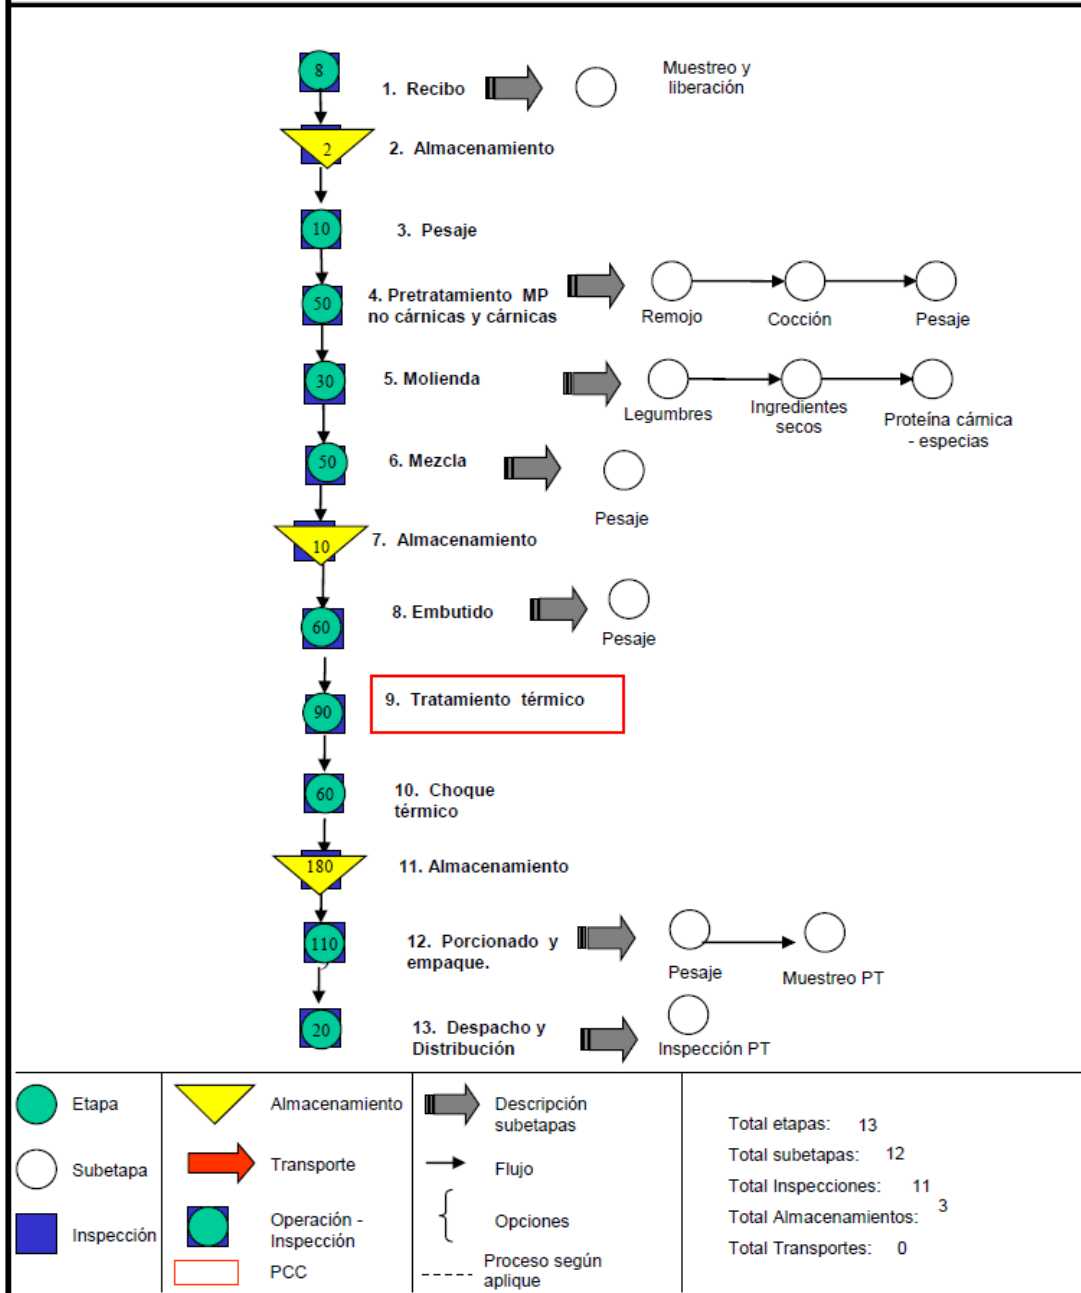 8
1. Recibo
Muestreo y
liberación
2
2. Almacenamiento
10
3. Pesaje
50
4. Pretratamiento MP
no cárnicas y cárnicas
Remojo
Cocción
Pesaje
30
5. Molienda
Legumbres
Ingredientes
secos
Proteína cárnica
- especias
50
6. Mezcla
Pesaje
10
7. Almacenamiento
60
8. Embutido
Pesaje
90
9. Tratamiento térmico
60
10. Choque
térmico
180
11. Almacenamiento
110
12. Porcionado y
empaque.
Pesaje
Muestreo PT
20
13. Despacho y
Distribución
Inspección PT
Etapa
Subetapa
Inspección
Almacenamiento
Transporte
Operación -
Inspección
PCC
Descripción
subetapas
Flujo
Opciones
Proceso según
aplique
Total etapas: 13
Total subetapas: 12
Total Inspecciones: 11
Total Almacenamientos: 3
Total Transportes: 0